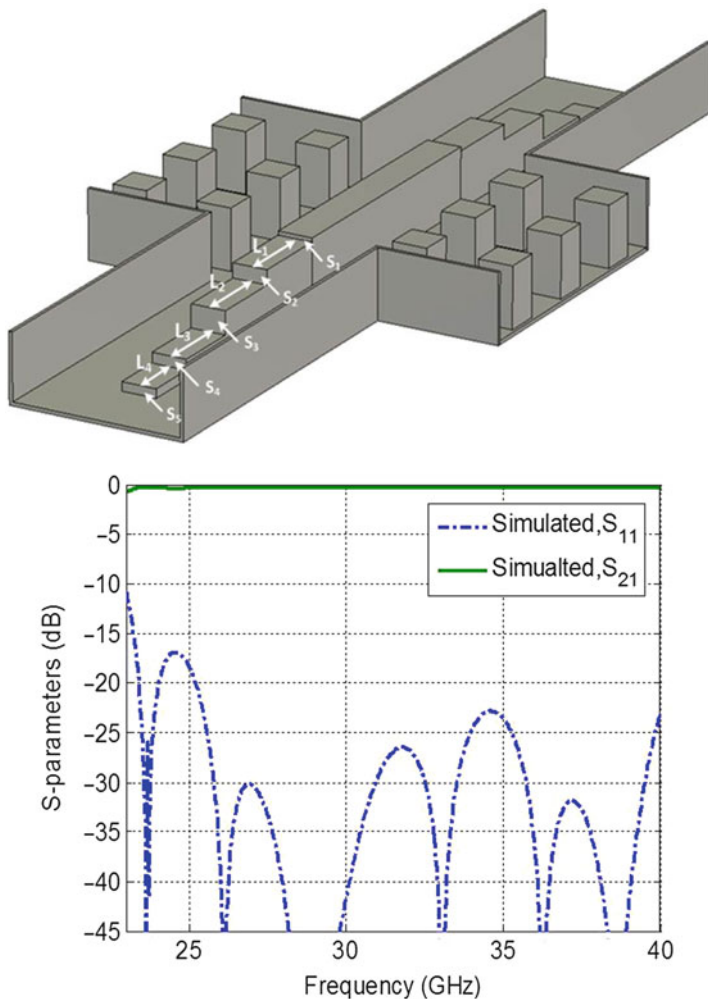 L₁
S₁
L₂
S₂
L₃
S₃
L₄
S₄
S₅
0
−5
−10
−15
−20
−25
−30
−35
−40
−45
S-parameters (dB)
Simulated,S₁₁
Simualted,S₂₁
25
30
35
40
Frequency (GHz)